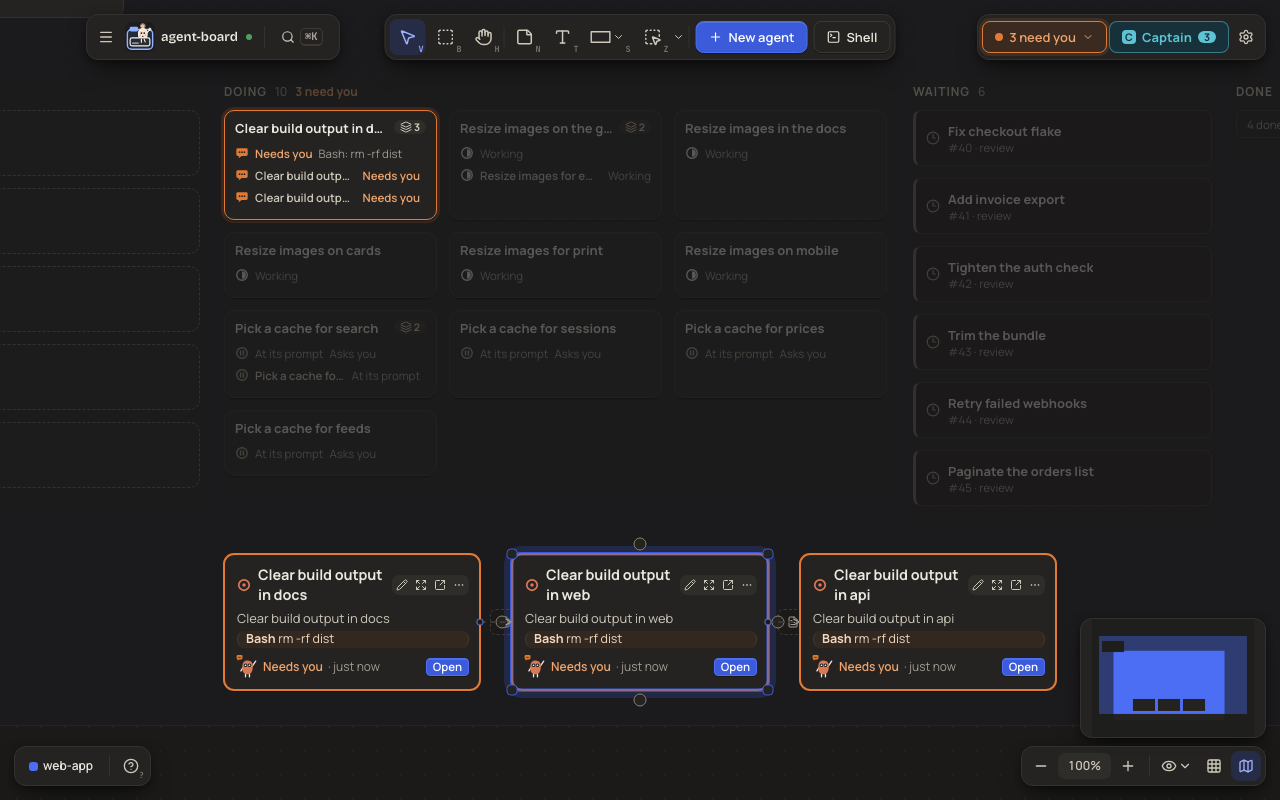 agent-board
⌘K
V
B
H
N
T
S
Z
New agent
Shell
3 need you
C Captain 3
DOING 10 3 need you
Clear build output in d… 3
Needs you Bash: rm -rf dist
Clear build outp… Needs you
Clear build outp… Needs you
Resize images on the g… 2
Working
Resize images for e… Working
Resize images in the docs
Working
Resize images on cards
Working
Resize images for print
Working
Resize images on mobile
Working
Pick a cache for search 2
At its prompt Asks you
Pick a cache fo… At its prompt
Pick a cache for sessions
At its prompt Asks you
Pick a cache for prices
At its prompt Asks you
Pick a cache for feeds
At its prompt Asks you
WAITING 6
Fix checkout flake
#40 · review
Add invoice export
#41 · review
Tighten the auth check
#42 · review
Trim the bundle
#43 · review
Retry failed webhooks
#44 · review
Paginate the orders list
#45 · review
DONE
4 done
Clear build output
in docs
Clear build output in docs
Bash rm -rf dist
Needs you · just now
Open
Clear build output
in web
Clear build output in web
Bash rm -rf dist
Needs you · just now
Open
Clear build output
in api
Clear build output in api
Bash rm -rf dist
Needs you · just now
Open
web-app
?
100%